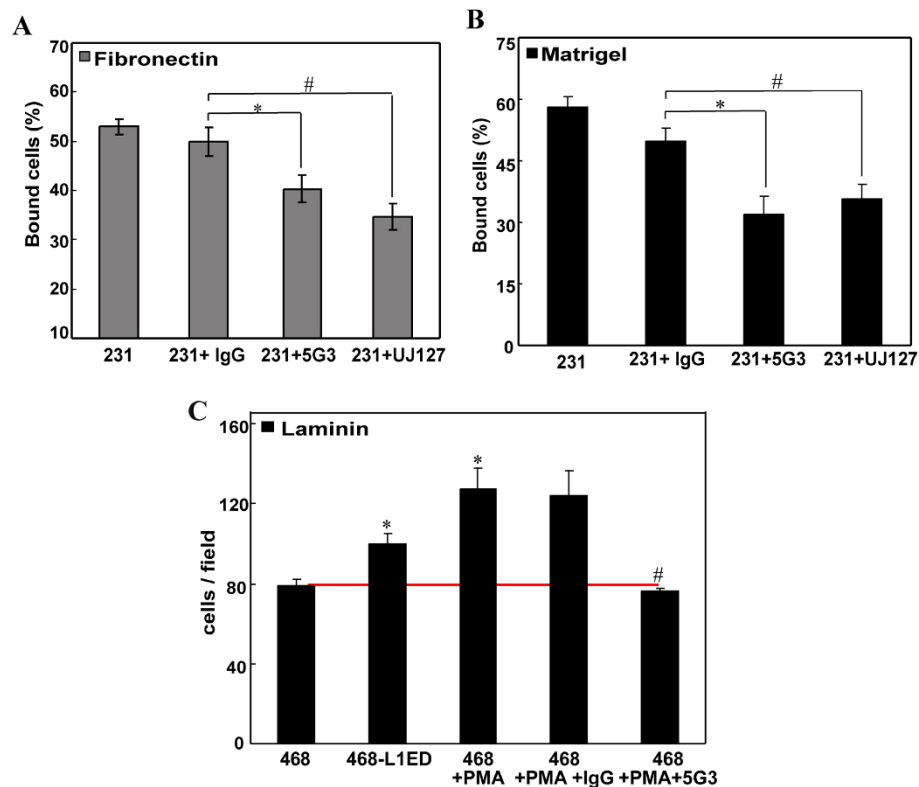 A
Fibronectin
Bound cells (%)
70
60
50
40
30
20
10
#
*
231
231+ IgG
231+5G3
231+UJ127
B
Matrigel
Bound cells (%)
75
60
45
30
15
0
#
*
231
231+ IgG
231+5G3
231+UJ127
C
Laminin
cells / field
160
120
80
40
0
*
*
#
468
468-L1ED
468
+PMA
468
+PMA +IgG
468
+PMA+5G3